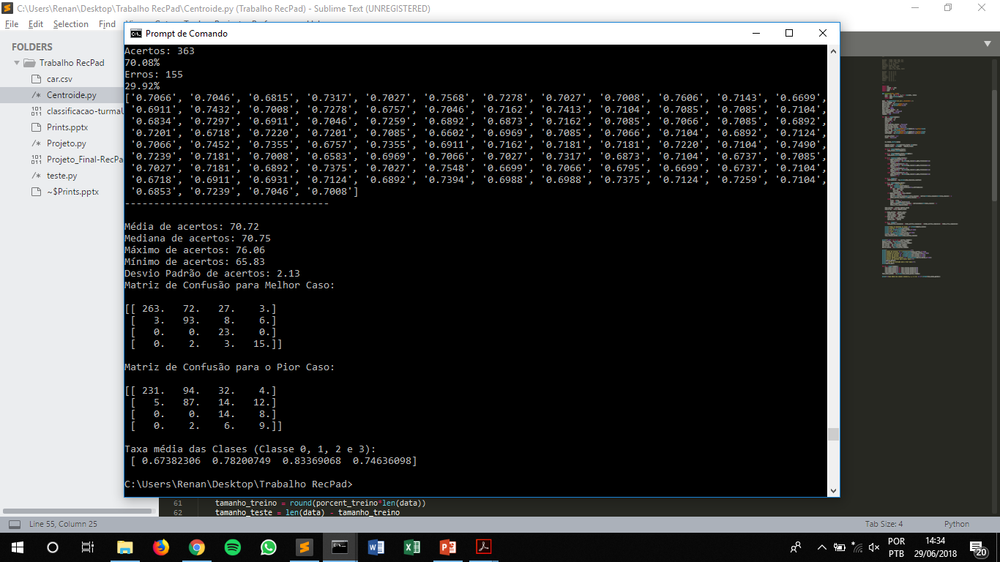 C:\Users\Renan\Desktop\Trabalho RecPad\Centroide.py (Trabalho RecPad) - Sublime Text (UNREGISTERED)
File Edit Selection Find
Prompt de Comando
FOLDERS
Trabalho RecPad
car.csv
Centroide.py
classificacao-turmaU
Prints.pptx
Projeto.py
Projeto_Final-RecPa
teste.py
~$Prints.pptx
Acertos: 363
70.08%
Erros: 155
29.92%
['0.7066', '0.7046', '0.6815', '0.7317', '0.7027', '0.7568', '0.7278', '0.7027', '0.7008', '0.7606', '0.7143', '0.6699',
'0.6911', '0.7432', '0.7008', '0.7278', '0.6757', '0.7046', '0.7162', '0.7413', '0.7104', '0.7085', '0.7085', '0.7104',
'0.6834', '0.7297', '0.6911', '0.7046', '0.7259', '0.6892', '0.6873', '0.7162', '0.7085', '0.7066', '0.7085', '0.6892',
'0.7201', '0.6718', '0.7220', '0.7201', '0.7085', '0.6602', '0.6969', '0.7085', '0.7066', '0.7104', '0.6892', '0.7124',
'0.7066', '0.7452', '0.7355', '0.6757', '0.7355', '0.6911', '0.7162', '0.7181', '0.7181', '0.7220', '0.7104', '0.7490',
'0.7239', '0.7181', '0.7008', '0.6583', '0.6969', '0.7066', '0.7027', '0.7317', '0.6873', '0.7104', '0.6737', '0.7085',
'0.7027', '0.7181', '0.6892', '0.7375', '0.7027', '0.7548', '0.6699', '0.7066', '0.6795', '0.6699', '0.6737', '0.7104',
'0.6718', '0.6911', '0.6931', '0.7124', '0.6892', '0.7394', '0.6988', '0.6988', '0.7375', '0.7124', '0.7259', '0.7104',
'0.6853', '0.7239', '0.7046', '0.7008']
-----------------------------------
Média de acertos: 70.72
Mediana de acertos: 70.75
Máximo de acertos: 76.06
Mínimo de acertos: 65.83
Desvio Padrão de acertos: 2.13
Matriz de Confusão para Melhor Caso:
[[ 263. 72. 27. 3.]
[ 3. 93. 8. 6.]
[ 0. 0. 23. 0.]
[ 0. 2. 3. 15.]]
Matriz de Confusão para o Pior Caso:
[[ 231. 94. 32. 4.]
[ 5. 87. 14. 12.]
[ 0. 0. 14. 8.]
[ 0. 2. 6. 9.]]
Taxa média das Clases (Classe 0, 1, 2 e 3):
[ 0.67382306 0.78200749 0.83369068 0.74636098]
C:\Users\Renan\Desktop\Trabalho RecPad>
61 tamanho_treino = round(porcent_treino*len(data))
62 tamanho_teste = len(data) - tamanho_treino
Line 55, Column 25
Tab Size: 4
Python
POR
PTB
14:34
29/06/2018
20